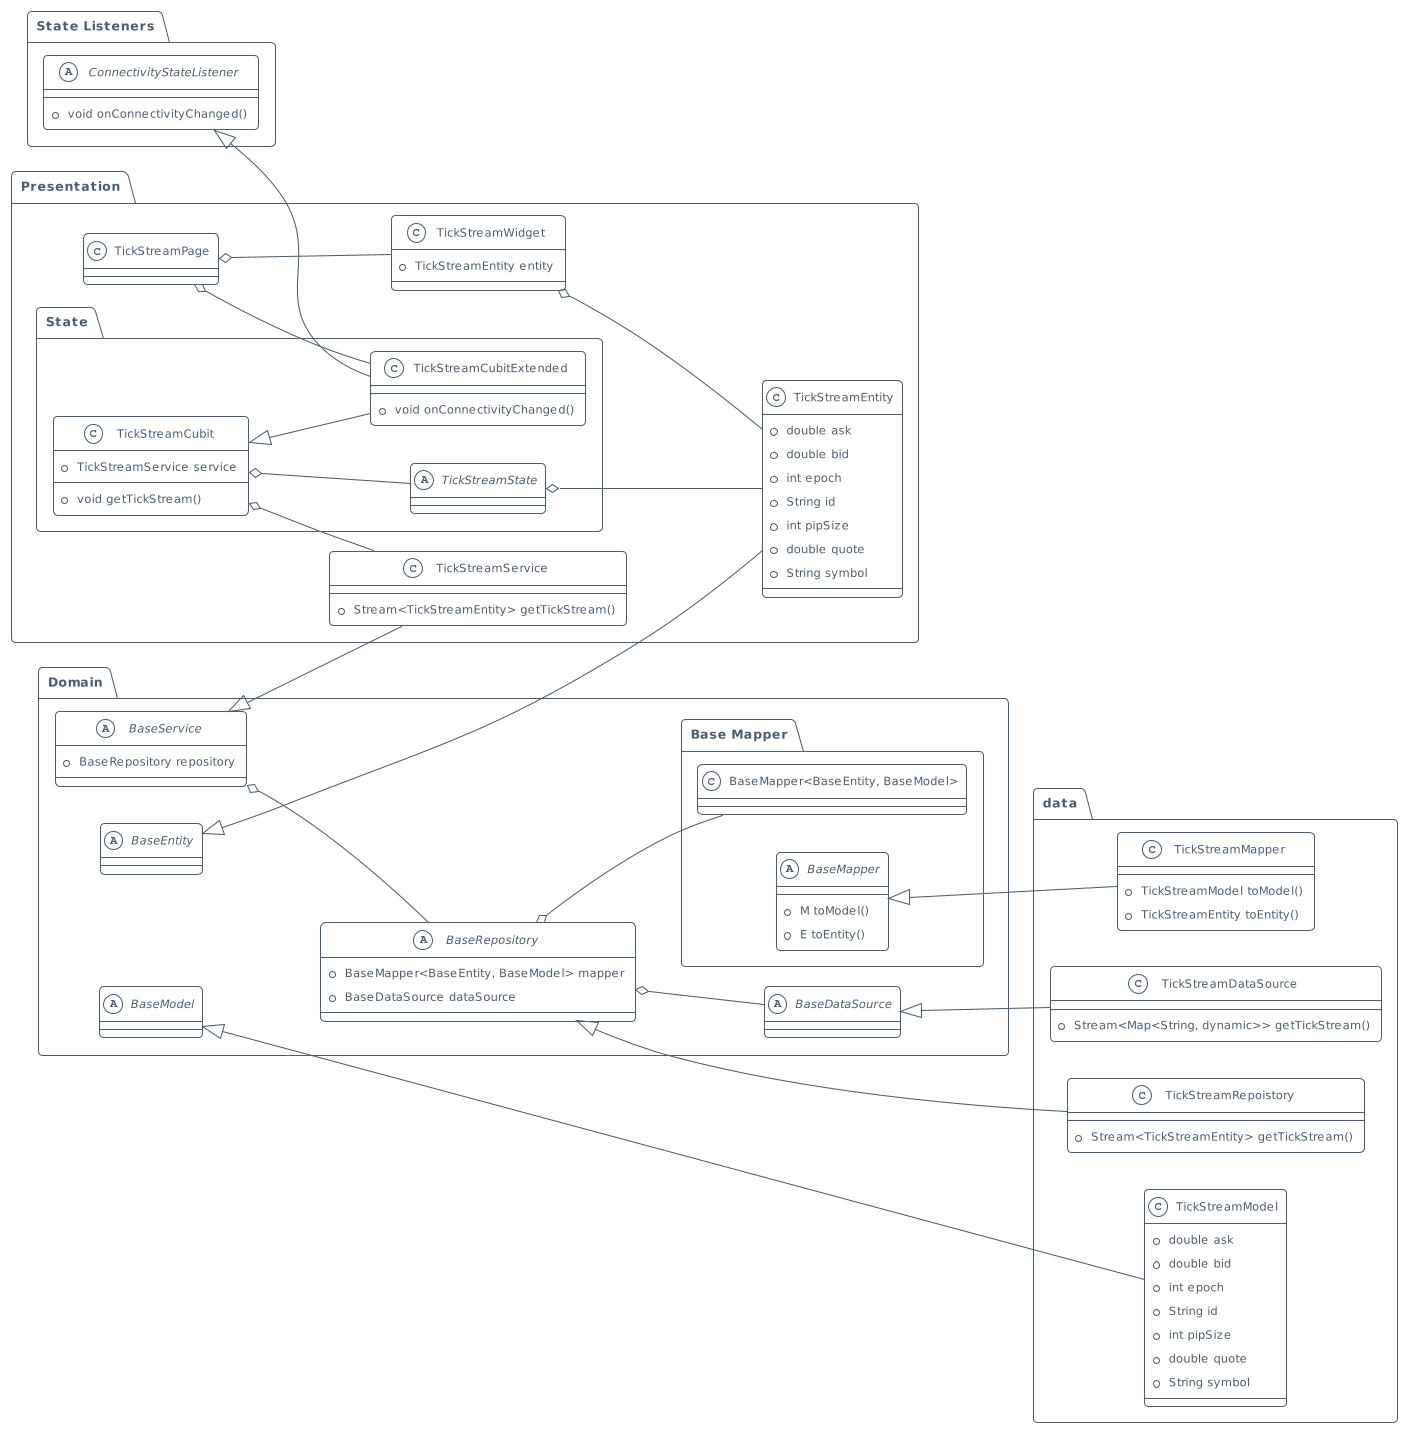 State Listeners
A ConnectivityStateListener
void onConnectivityChanged()
Presentation
C TickStreamPage
C TickStreamWidget
TickStreamEntity entity
State
C TickStreamCubitExtended
void onConnectivityChanged()
C TickStreamCubit
TickStreamService service
void getTickStream()
A TickStreamState
C TickStreamEntity
double ask
double bid
int epoch
String id
int pipSize
double quote
String symbol
C TickStreamService
Stream<TickStreamEntity> getTickStream()
Domain
A BaseService
BaseRepository repository
A BaseEntity
Base Mapper
C BaseMapper<BaseEntity, BaseModel>
A BaseMapper
M toModel()
E toEntity()
A BaseRepository
BaseMapper<BaseEntity, BaseModel> mapper
BaseDataSource dataSource
A BaseModel
A BaseDataSource
data
C TickStreamMapper
TickStreamModel toModel()
TickStreamEntity toEntity()
C TickStreamDataSource
Stream<Map<String, dynamic>> getTickStream()
C TickStreamRepoistory
Stream<TickStreamEntity> getTickStream()
C TickStreamModel
double ask
double bid
int epoch
String id
int pipSize
double quote
String symbol